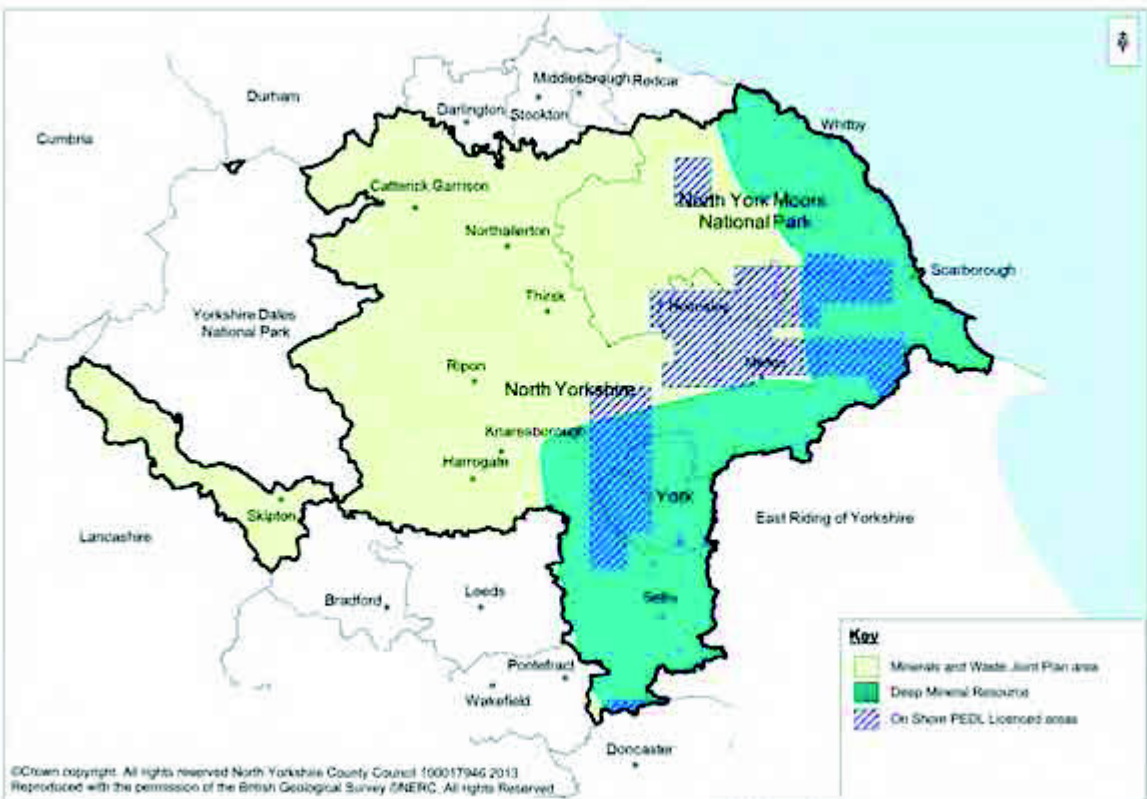 Middlesbrough
Redcar
Durham
Darlington
Stockton
Cumbria
Whitby
Catterick Garrison
North York Moors
National Park
Northallerton
Scarborough
Thirsk
Yorkshire Dales
National Park
Ripon
North Yorkshire
Knaresborough
Harrogate
York
Skipton
East Riding of Yorkshire
Lancashire
Leeds
Bradford
Selby
Key
Pontefract
Minerals and Waste Joint Plan area
Wakefield
Deep Mineral Resource
On Shore PEDL Licenced areas
Doncaster
©Crown copyright. All rights reserved North Yorkshire County Council 100017946 2013
Reproduced with the permission of the British Geological Survey ©NERC. All rights Reserved